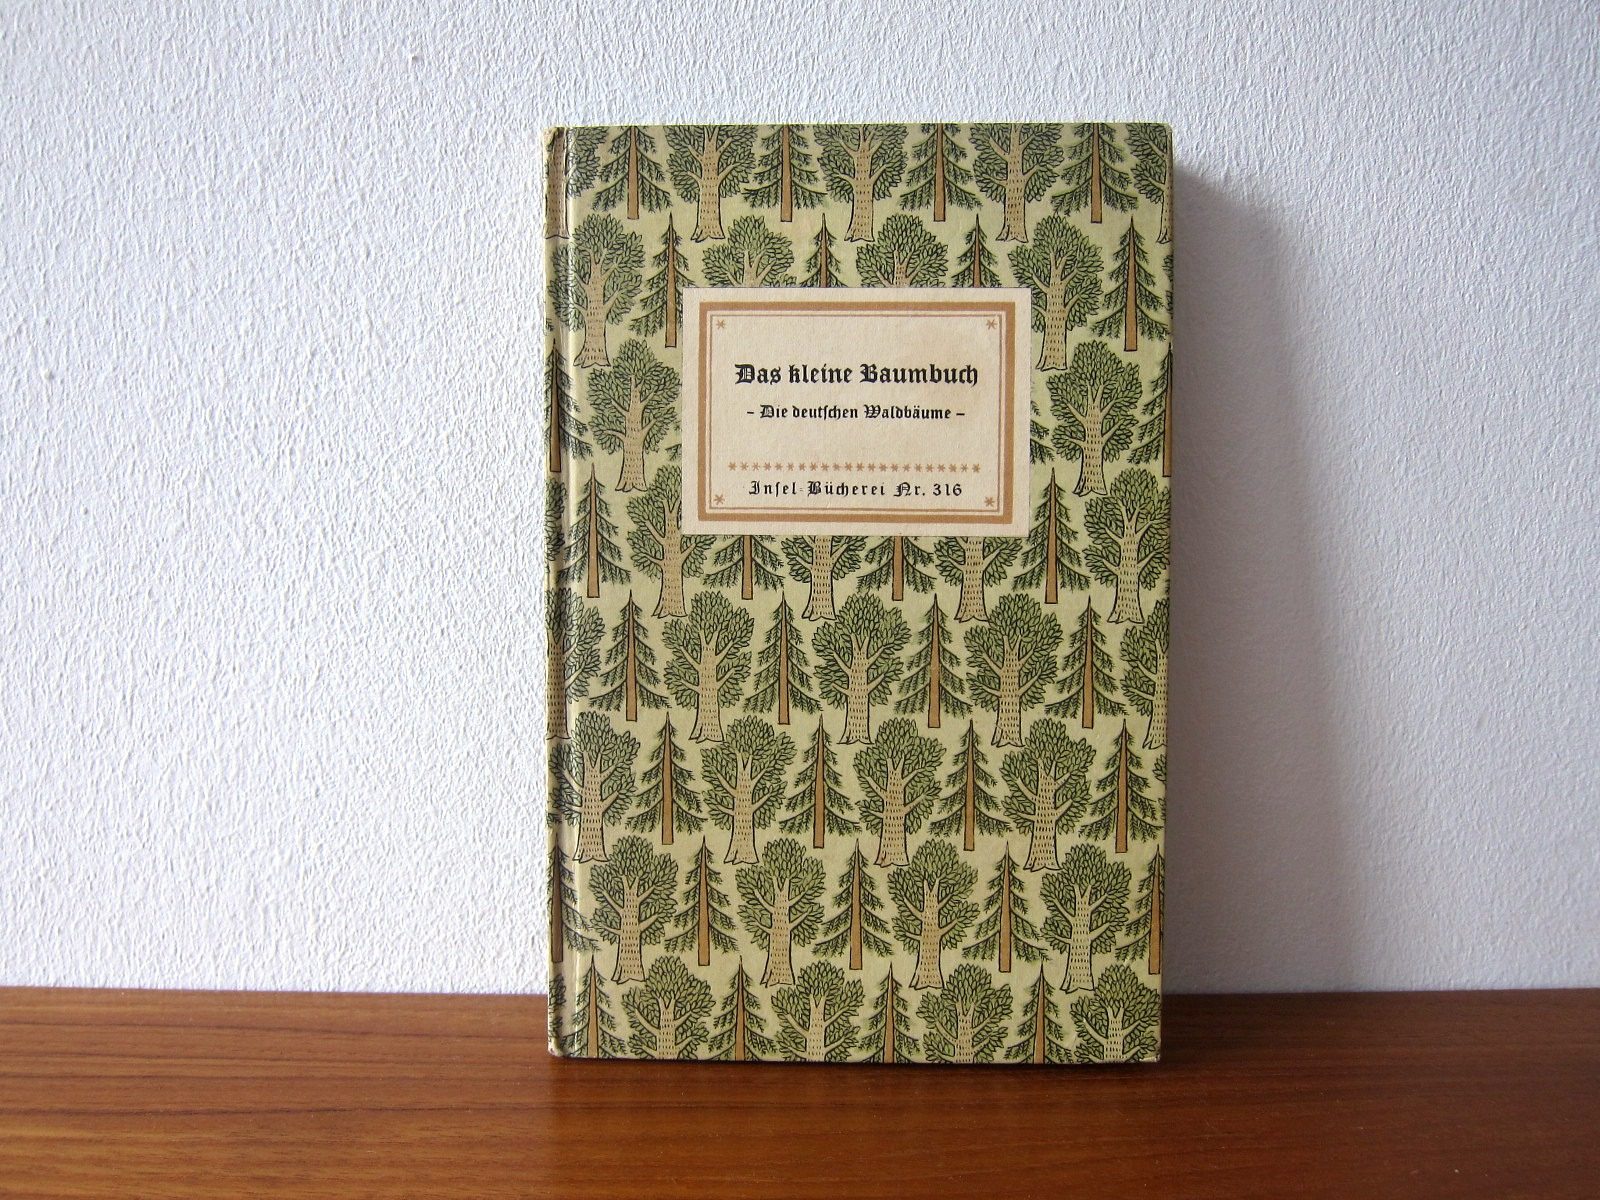 Das kleine Baumbuch
– Die deutſchen Waldbäume –
Inſel-Bücherei Nr. 316